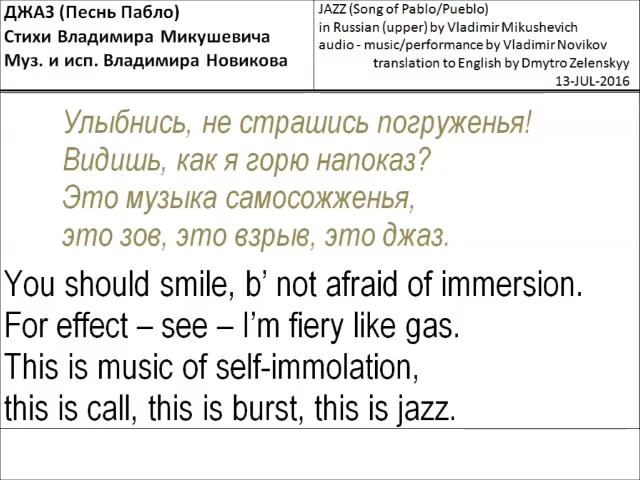 ДЖАЗ (Песнь Пабло)
Стихи Владимира Микушевича
Муз. и исп. Владимира Новикова
JAZZ (Song of Pablo/Pueblo)
in Russian (upper) by Vladimir Mikushevich
audio - music/performance by Vladimir Novikov
translation to English by Dmytro Zelenskyy
13-JUL-2016
Улыбнись, не страшись погруженья!
Видишь, как я горю напоказ?
Это музыка самосожженья,
это зов, это взрыв, это джаз.
You should smile, b’ not afraid of immersion.
For effect – see – I’m fiery like gas.
This is music of self-immolation,
this is call, this is burst, this is jazz.